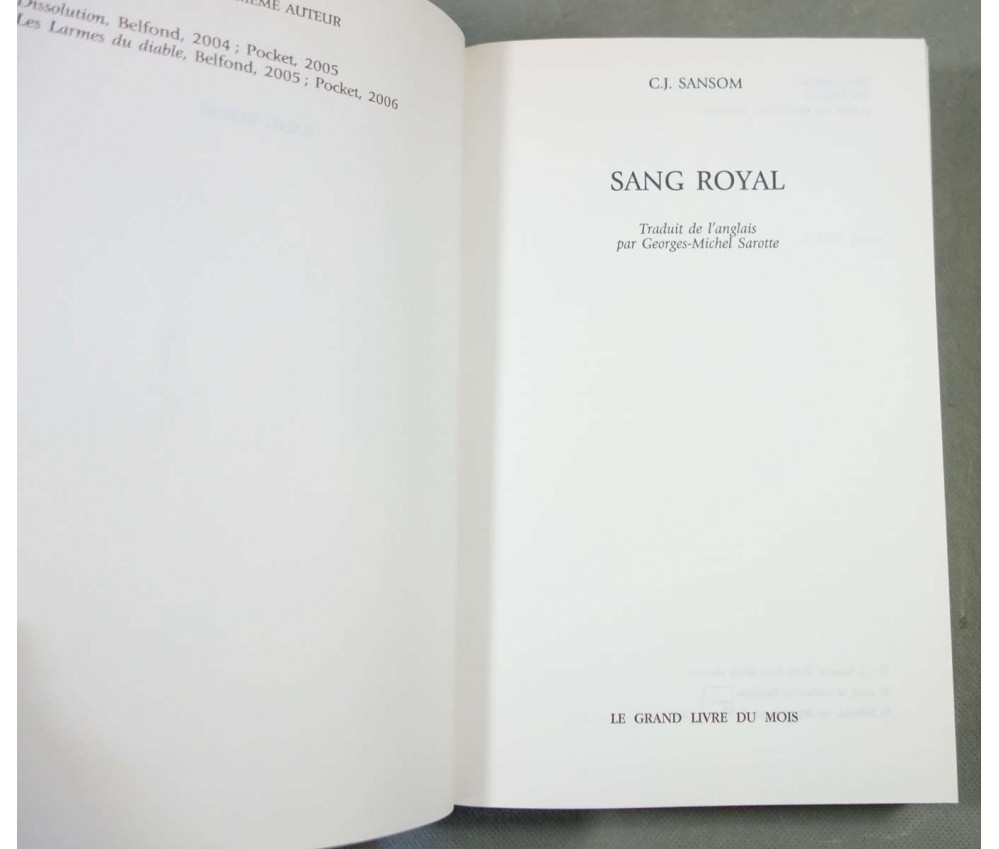 MÊME AUTEUR
Dissolution, Belfond, 2004 ; Pocket, 2005
Les Larmes du diable, Belfond, 2005 ; Pocket, 2006
C.J. SANSOM
SANG ROYAL
Traduit de l'anglais
par Georges-Michel Sarotte
LE GRAND LIVRE DU MOIS